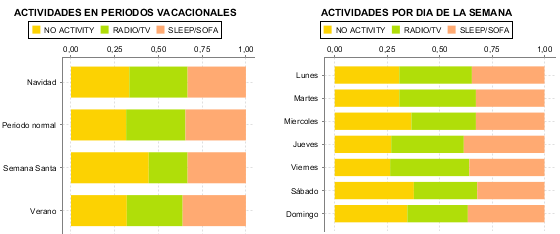 ACTIVIDADES EN PERIODOS VACACIONALES
NO ACTIVITY RADIO/TV SLEEP/SOFA
0,00 0,25 0,50 0,75 1,00
Navidad
Periodo normal
Semana Santa
Verano
ACTIVIDADES POR DIA DE LA SEMANA
NO ACTIVITY RADIO/TV SLEEP/SOFA
0,00 0,25 0,50 0,75 1,00
Lunes
Martes
Miercoles
Jueves
Viernes
Sábado
Domingo